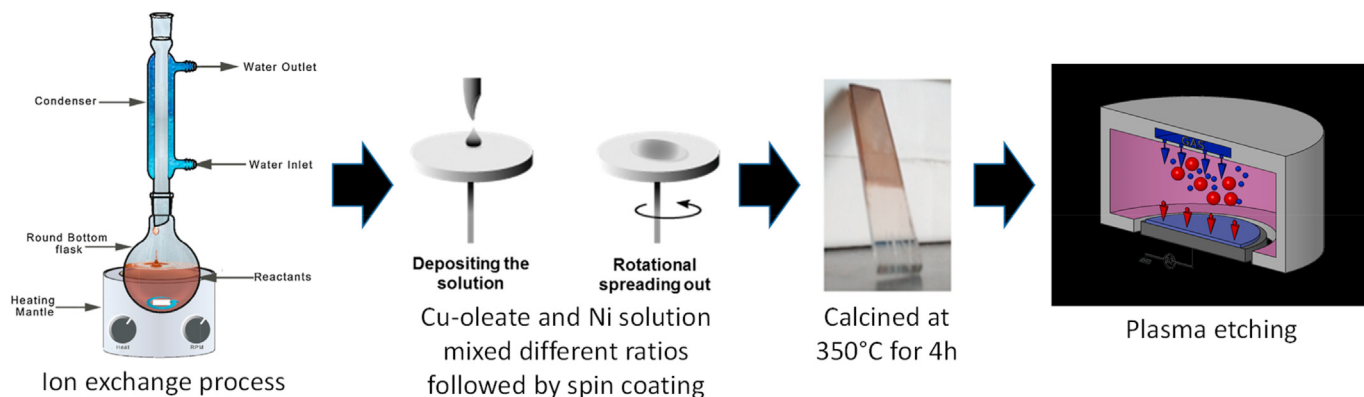 Water Outlet
Condenser
Water Inlet
Round Bottom
flask
Reactants
Heating
Mantle
Heat
RPM
Ion exchange process
Depositing the
solution
Rotational
spreading out
Cu-oleate and Ni solution
mixed different ratios
followed by spin coating
Calcined at
350°C for 4h
GAS
Plasma etching